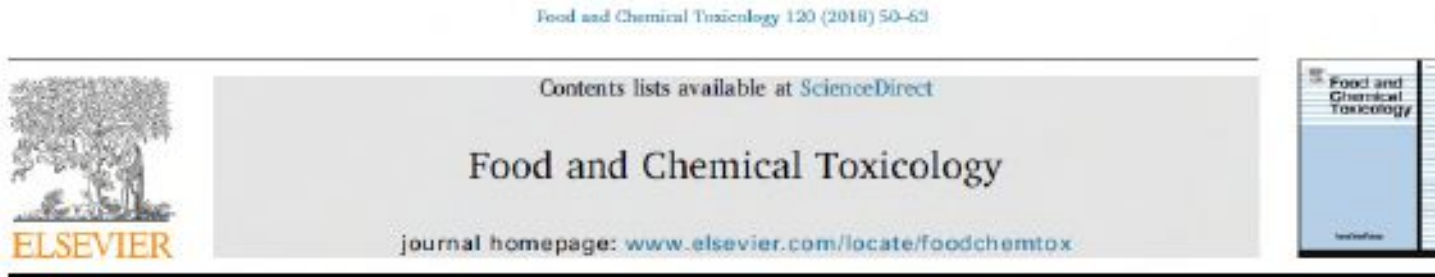 Food and Chemical Toxicology 120 (2018) 50–63
Contents lists available at ScienceDirect
Food and
Chemical
Toxicology
Food and Chemical Toxicology
ELSEVIER
journal homepage: www.elsevier.com/locate/foodchemtox